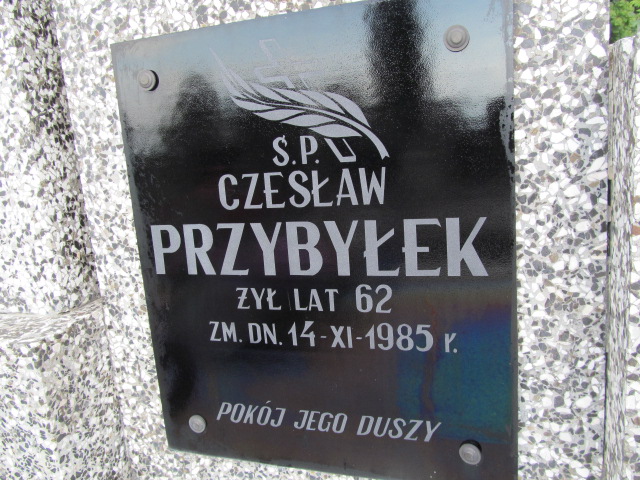 Ś.P.
CZESŁAW
PRZYBYŁEK
ŻYŁ LAT 62
ZM. DN. 14-XI-1985 r.
POKÓJ JEGO DUSZY